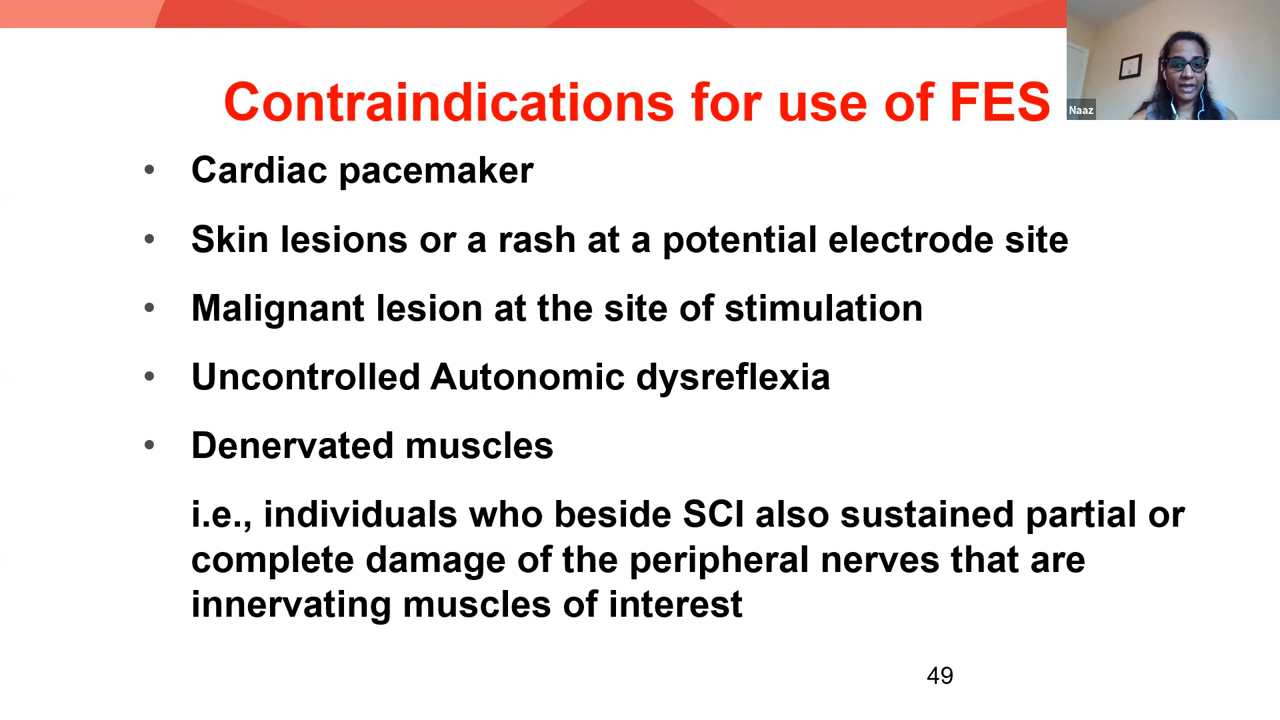 Contraindications for use of FES
Naaz
• Cardiac pacemaker
• Skin lesions or a rash at a potential electrode site
• Malignant lesion at the site of stimulation
• Uncontrolled Autonomic dysreflexia
• Denervated muscles
i.e., individuals who beside SCI also sustained partial or
complete damage of the peripheral nerves that are
innervating muscles of interest
49